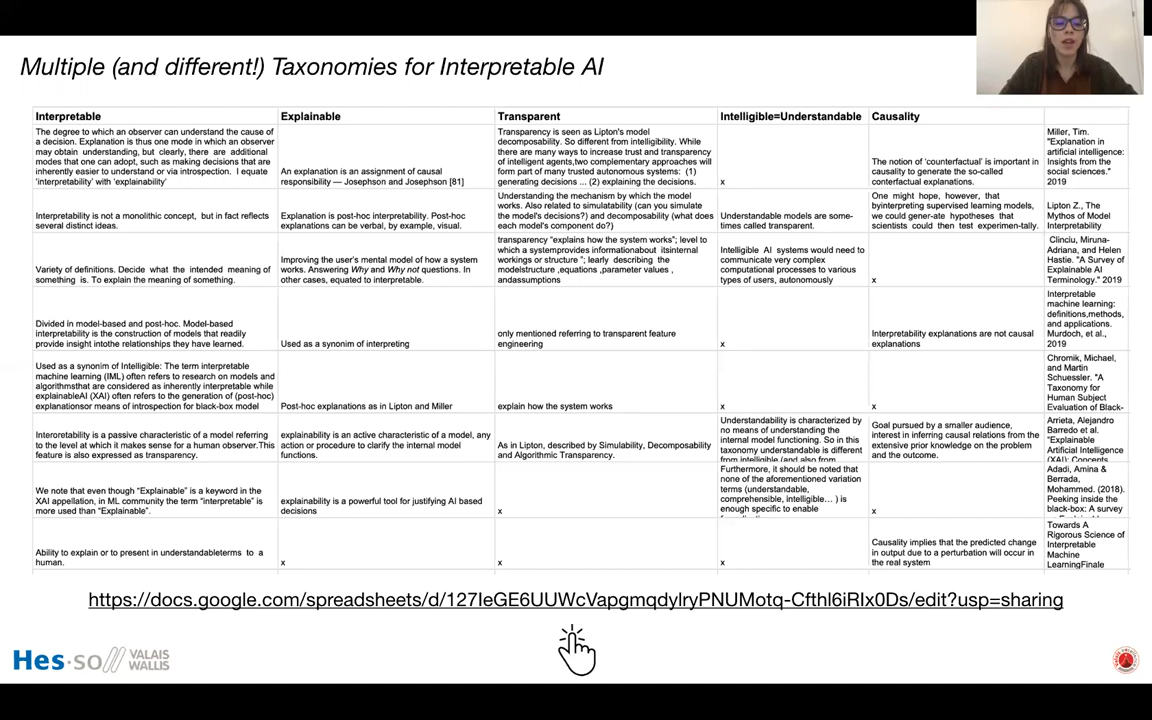 Multiple (and different!) Taxonomies for Interpretable AI
Interpretable
Explainable
Transparent
Intelligible=Understandable
Causality
The degree to which an observer can understand the cause of
a decision. Explanation is thus one mode in which an observer
may obtain understanding, but clearly, there are additional
modes that one can adopt, such as making decisions that are
inherently easier to understand or via introspection. I equate
'interpretability' with 'explainability'
An explanation is an assignment of causal
responsibility — Josephson and Josephson [81]
Transparency is seen as Lipton's model
decomposability. So different from intelligibility. While
there are many ways to increase trust and transparency
of intelligent agents,two complementary approaches will
form part of many trusted autonomous systems: (1)
generating decisions ... (2) explaining the decisions.
x
The notion of 'counterfactual' is important in
causality to generate the so-called
conterfactual explanations.
Miller, Tim.
"Explanation in
artificial intelligence:
Insights from the
social sciences."
2019
Interpretability is not a monolithic concept, but in fact reflects
several distinct ideas.
Explanation is post-hoc interpretability. Post-hoc
explanations can be verbal, by example, visual.
Understanding the mechanism by which the model
works. Also related to simulatability (can you simulate
the model's decisions?) and decomposability (what does
each model's component do?)
Understandable models are some-
times called transparent.
One might hope, however, that
byinterpreting supervised learning models,
we could gener-ate hypotheses that
scientists could then test experimen-tally.
Lipton Z., The
Mythos of Model
Interpretability
Variety of definitions. Decide what the intended meaning of
something is. To explain the meaning of something.
Improving the user's mental model of how a system
works. Answering Why and Why not questions. In
other cases, equated to interpretable.
transparency "explains how the system works"; level to
which a systemprovides informationabout itsinternal
workings or structure "; learly describing the
modelstructure ,equations ,parameter values ,
andassumptions
Intelligible AI systems would need to
communicate very complex
computational processes to various
types of users, autonomously
x
Clinciu, Miruna-
Adriana, and Helen
Hastie. "A Survey of
Explainable AI
Terminology." 2019
Divided in model-based and post-hoc. Model-based
interpretability is the construction of models that readily
provide insight intothe relationships they have learned.
Used as a synonym of interpreting
only mentioned referring to transparent feature
engineering
x
Interpretability explanations are not causal
explanations
Interpretable
machine learning:
definitions,methods,
and applications.
Murdoch, et al.,
2019
Used as a synonym of Intelligible: The term interpretable
machine learning (IML) often refers to research on models and
algorithmsthat are considered as inherently interpretable while
explainableAI (XAI) often refers to the generation of (post-hoc)
explanationsor means of introspection for black-box model
Post-hoc explanations as in Lipton and Miller
explain how the system works
x
x
Chromik, Michael,
and Martin
Schuessler. "A
Taxonomy for
Human Subject
Evaluation of Black-
Interoretability is a passive characteristic of a model referring
to the level at which it makes sense for a human observer.This
feature is also expressed as transparency.
explainability is an active characteristic of a model, any
action or procedure to clarify the internal model
functions.
As in Lipton, described by Simulability, Decomposability
and Algorithmic Transparency.
Understandability is characterized by
no means of understanding the
internal model functioning. So in this
taxonomy understandability is different
from intelligible (and also from
Goal pursued by a smaller audience,
interest in inferring causal relations from the
extensive prior knowledge on the problem
and the outcome.
Arrieta, Alejandro
Barredo et al.
"Explainable
Artificial Intelligence
(XAI): Concepts
We note that even though "Explainable" is a keyword in the
XAI appellation, in ML community the term "interpretable" is
more used than "Explainable".
explainability is a powerful tool for justifying AI based
decisions
x
Furthermore, it should be noted that
none of the aforementioned variation
terms (understandable,
comprehensible, intelligible… ) is
enough specific to enable
x
Adadi, Amina &
Berrada,
Mohammed. (2018).
Peeking inside the
black-box: A survey
Ability to explain or to present in understandableterms to a
human.
x
x
x
Causality implies that the predicted change
in output due to a perturbation will occur in
the real system
Towards A
Rigorous Science of
Interpretable
Machine
LearningFinale
https://docs.google.com/spreadsheets/d/127IeGE6UUWcVapgmqdylryPNUMotq-Cfthl6iRIx0Ds/edit?usp=sharing
Hes·so VALAIS
WALLIS